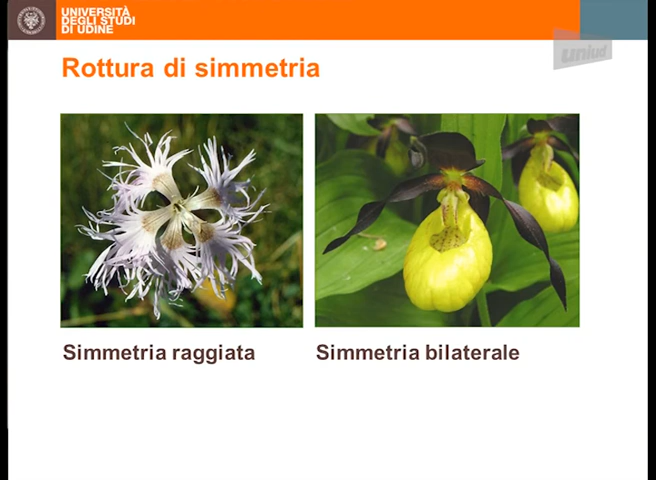 UNIVERSITÀ
DEGLI STUDI
DI UDINE
uniud
Rottura di simmetria
Simmetria raggiata
Simmetria bilaterale